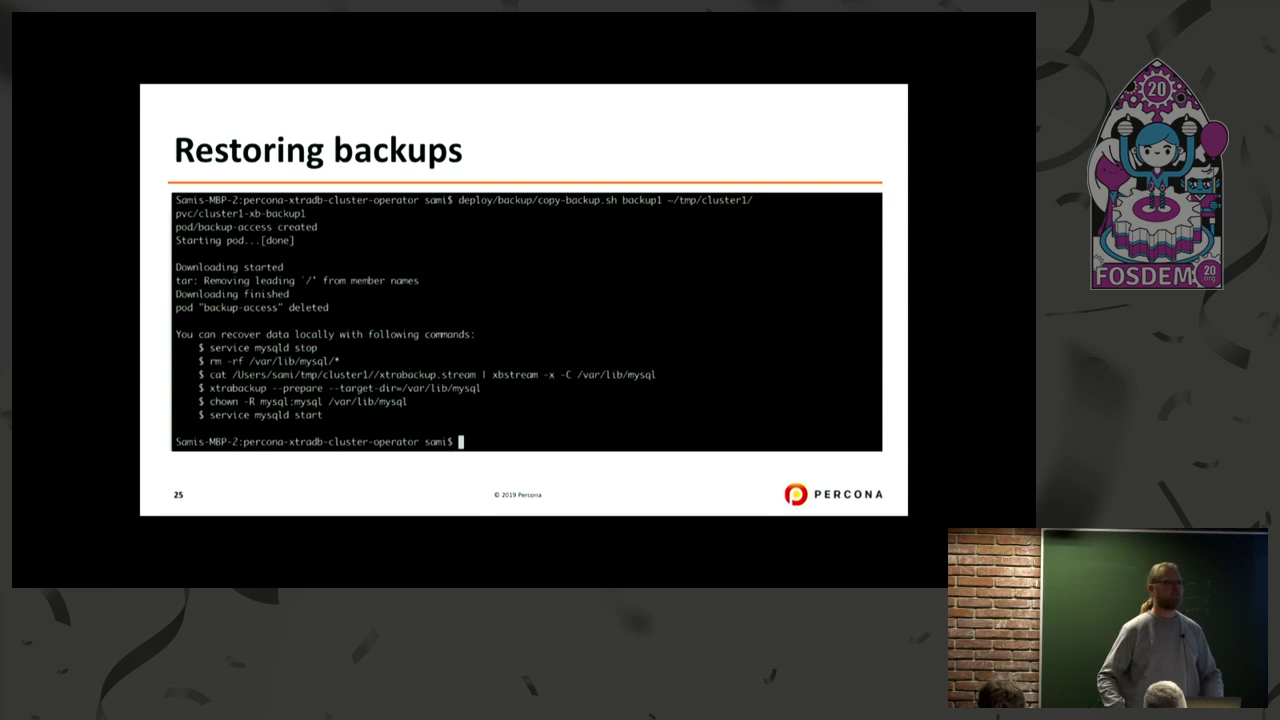 Restoring backups
Samis-MBP-2:percona-xtradb-cluster-operator sami$ deploy/backup/copy-backup.sh backup1 ~/tmp/cluster1/
pvc/cluster1-xb-backup1
pod/backup-access created
Starting pod...[done]
Downloading started
tar: Removing leading `/' from member names
Downloading finished
pod "backup-access" deleted
You can recover data locally with following commands:
$ service mysqld stop
$ rm -rf /var/lib/mysql/*
$ cat /Users/sami/tmp/cluster1//xtrabackup.stream | xbstream -x -C /var/lib/mysql
$ xtrabackup --prepare --target-dir=/var/lib/mysql
$ chown -R mysql:mysql /var/lib/mysql
$ service mysqld start
Samis-MBP-2:percona-xtradb-cluster-operator sami$
25
© 2019 Percona
PERCONA
20
FOSDEM
20
.org